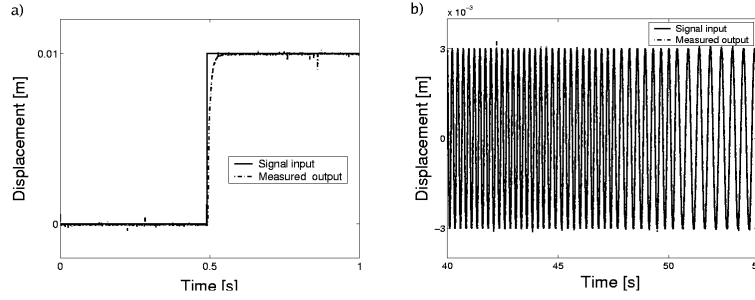 a)
0.01
0
Displacement [m]
Signal input
Measured output
0
0.5
1
Time [s]
b)
x 10⁻³
3
0
−3
Displacement [m]
Signal input
Measured output
40
45
50
Time [s]